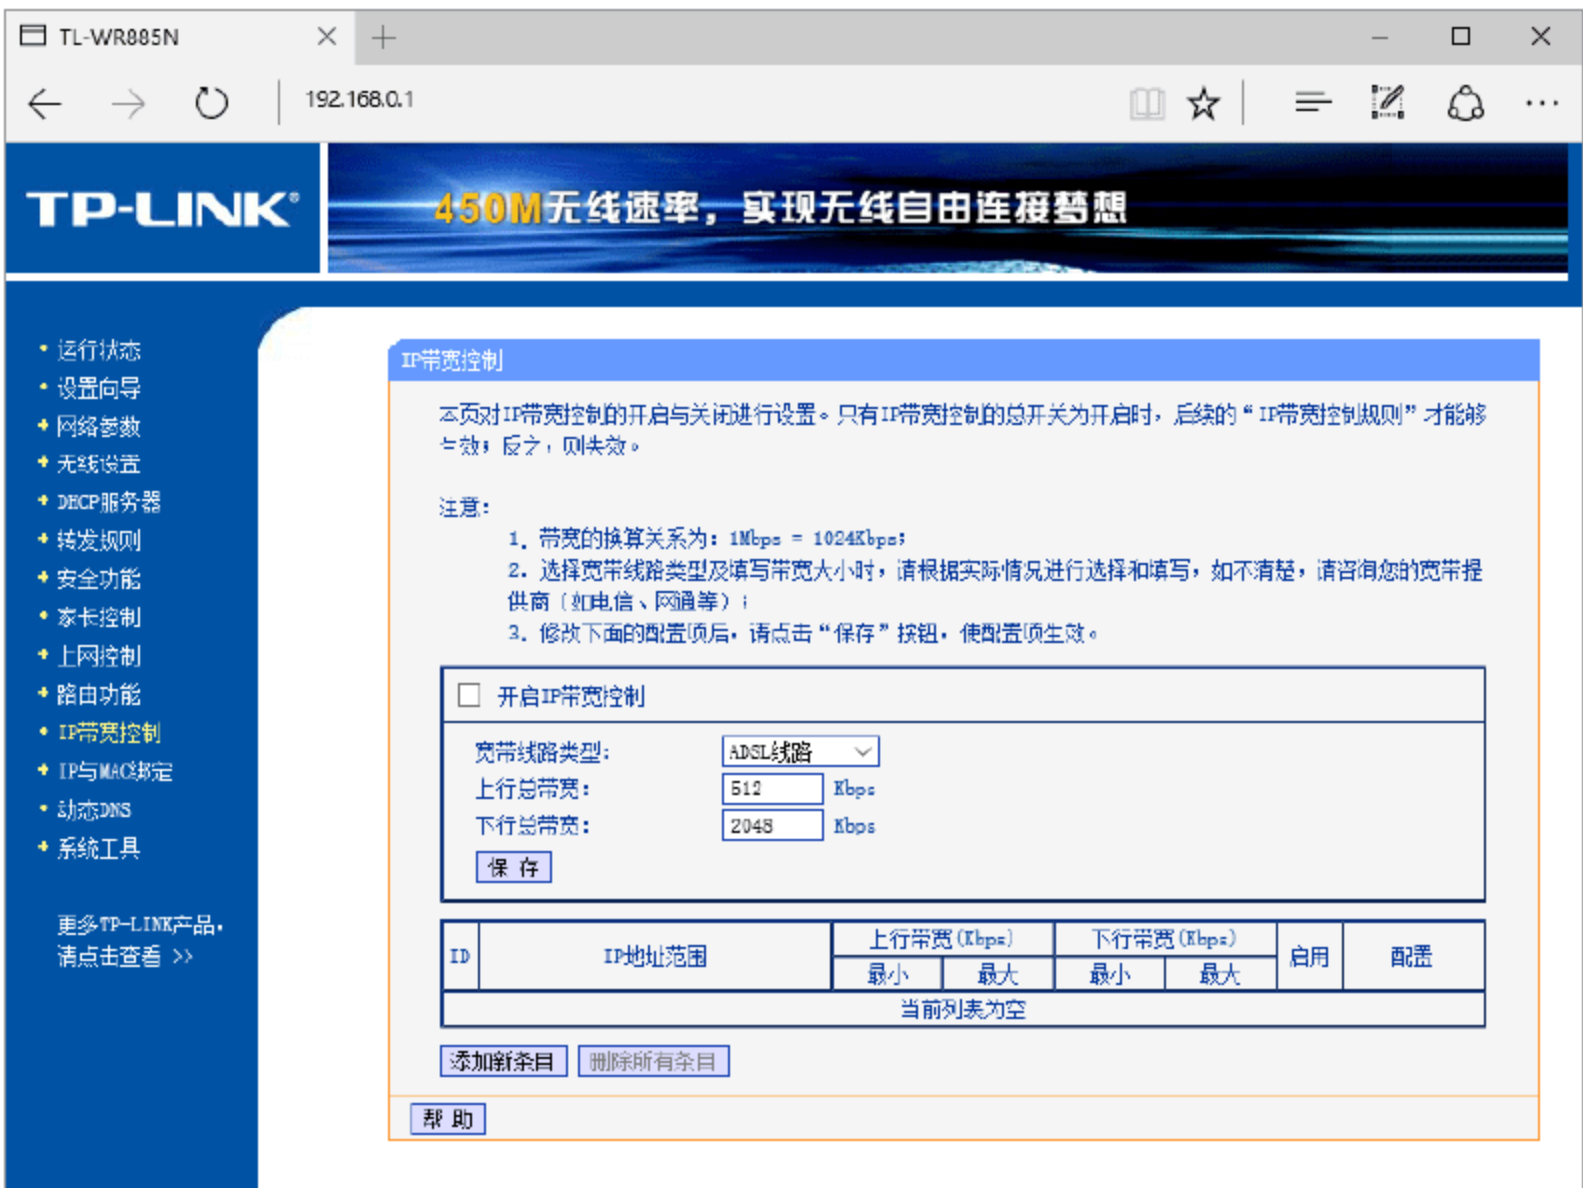 TL-WR885N
192.168.0.1
TP-LINK®
450M无线速率，实现无线自由连接梦想
运行状态
设置向导
网络参数
无线设置
DHCP服务器
转发规则
安全功能
家长控制
上网控制
路由功能
IP带宽控制
IP与MAC绑定
动态DNS
系统工具
更多TP-LINK产品，
请点击查看 >>
IP带宽控制
本页对IP带宽控制的开启与关闭进行设置。只有IP带宽控制的总开关为开启时，后续的“IP带宽控制规则”才能够
生效；反之，则失效。
注意：
1. 带宽的换算关系为：1Mbps = 1024Kbps；
2. 选择宽带线路类型及填写带宽大小时，请根据实际情况进行选择和填写，如不清楚，请咨询您的宽带提
供商（如电信、网通等）；
3. 修改下面的配置项后，请点击“保存”按钮，使配置项生效。
开启IP带宽控制
宽带线路类型： ADSL线路
上行总带宽： 512 Kbps
下行总带宽： 2048 Kbps
保 存
ID IP地址范围 上行带宽(Kbps) 下行带宽(Kbps) 启用 配置
最小 最大 最小 最大
当前列表为空
添加新条目 删除所有条目
帮 助